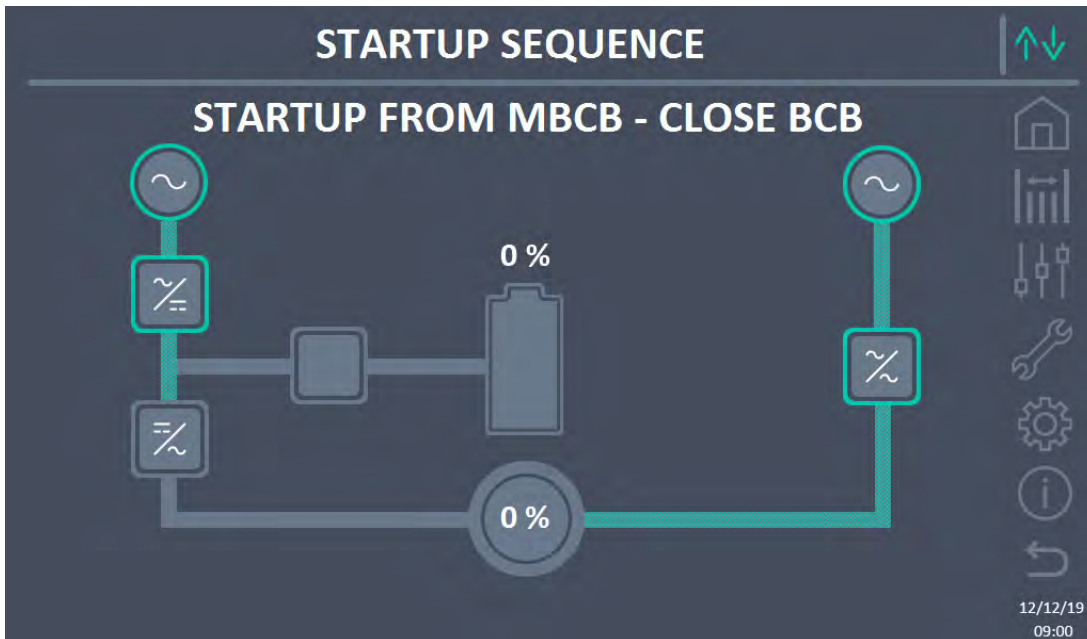 STARTUP SEQUENCE
STARTUP FROM MBCB - CLOSE BCB
0 %
0 %
12/12/19
09:00